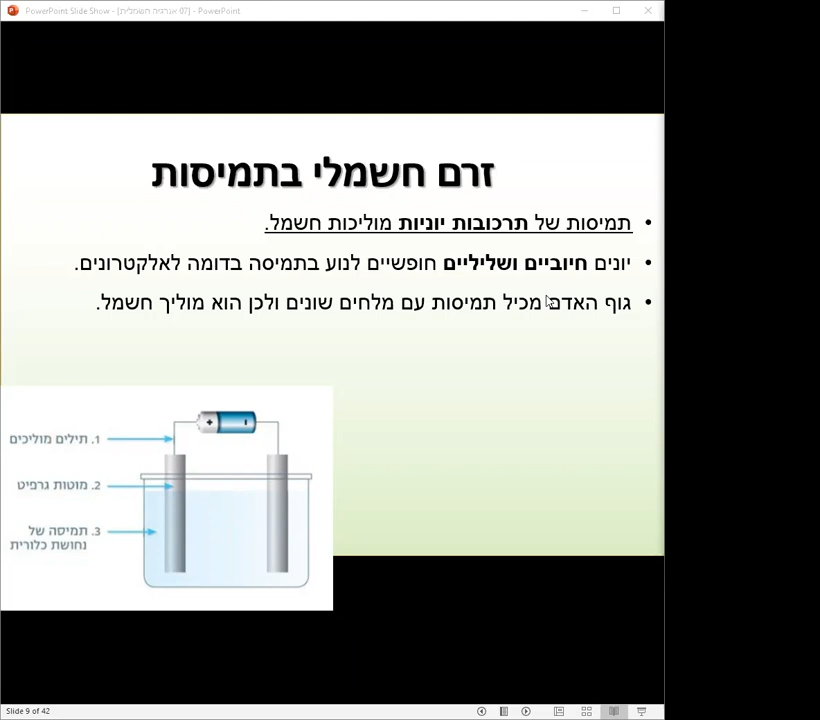 PowerPoint Slide Show - [07 אנרגיה חשמלית] - PowerPoint
זרם חשמלי בתמיסות
• תמיסות של תרכובות יוניות מוליכות חשמל.
• יונים חיוביים ושליליים חופשיים לנוע בתמיסה בדומה לאלקטרונים.
• גוף האדם מכיל תמיסות עם מלחים שונים ולכן הוא מוליך חשמל.
1. תילים מוליכים
2. מוטות גרפיט
3. תמיסה של
נחושת כלורית
Slide 9 of 42